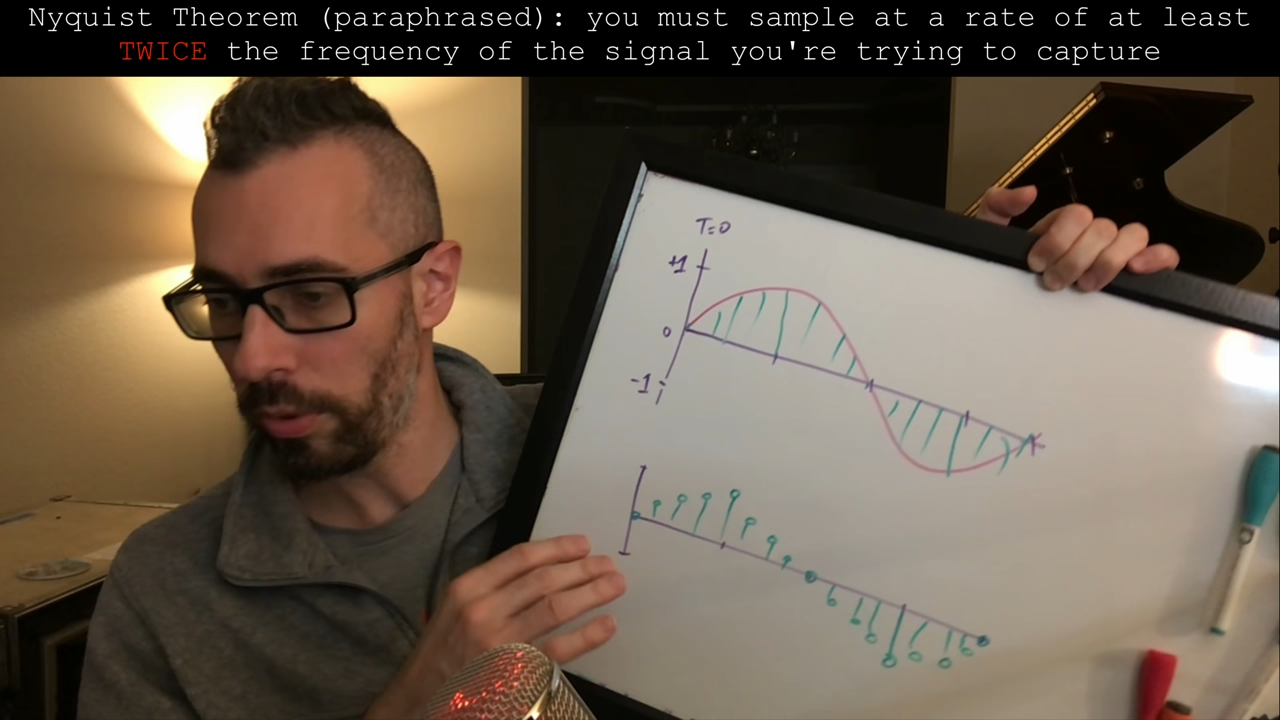 Nyquist Theorem (paraphrased): you must sample at a rate of at least
TWICE the frequency of the signal you're trying to capture
T=0
+1
0
-1